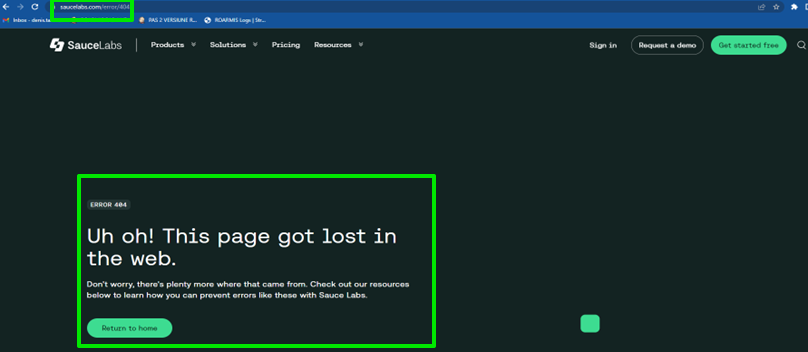 saucelabs.com/error/404
Inbox - denis.ta
PAS 2 VERSIUNE R...
ROARMIS Logs | Str...
SauceLabs
Products
Solutions
Pricing
Resources
Sign in
Request a demo
Get started free
ERROR 404
Uh oh! This page got lost in
the web.
Don't worry, there's plenty more where that came from. Check out our resources
below to learn how you can prevent errors like these with Sauce Labs.
Return to home